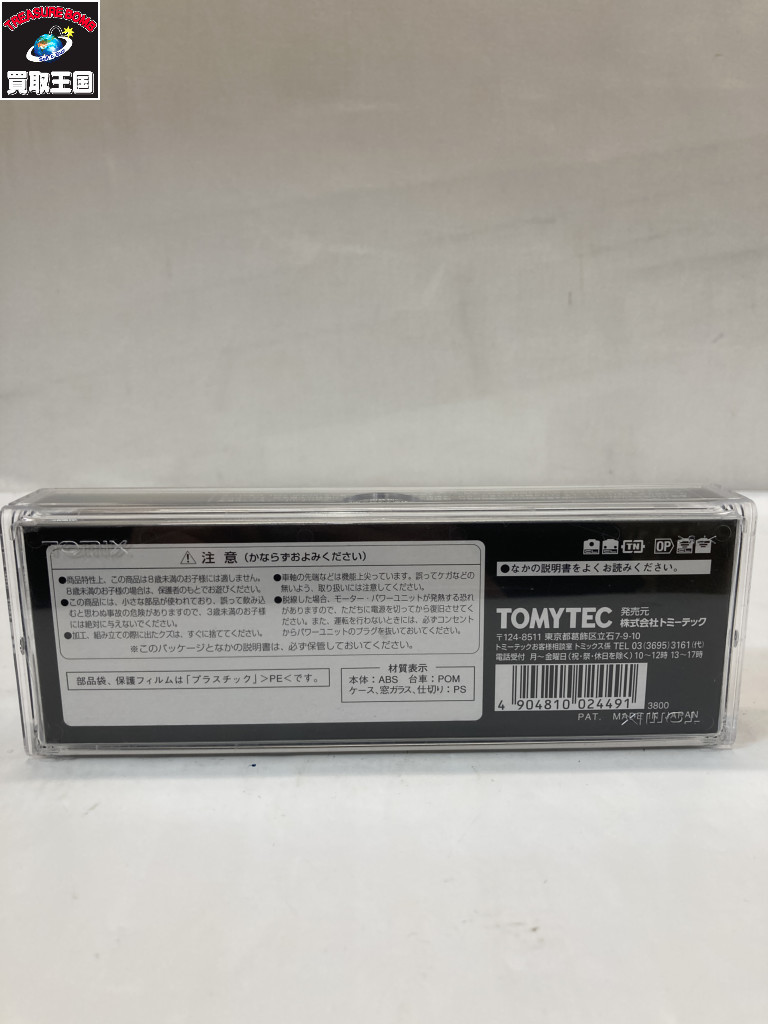 TREASURE BOMB
買取王国
TOMIX
⚠ 注 意 (かならずおよみください)
●商品特性上、この商品は8歳未満のお子様には適しません。
8歳未満のお子様の場合は、保護者のもとでお遊びください。
●この商品には、小さな部品が使われており、誤って飲み込
むと思わぬ事故の危険がありますので、3歳未満のお子様
には絶対に与えないでください。
●加工、組み立ての際に出たクズは、すぐに捨ててください。
●車軸の先端などは機能上尖っています。誤ってケガなどの
無いよう、取り扱いには注意してください。
●脱線した場合、モーター・パワーユニットが発熱する恐れ
がありますので、ただちに電源を切ってから復旧させてく
ださい。また、運転を行わないときには、必ずコンセント
からパワーユニットのプラグを抜いておいてください。
※このパッケージとなかの説明書は、必ず保管しておいてください。
部品袋、保護フィルムは「プラスチック」>PE<です。
材質表示
本体:ABS 台車:POM
ケース、窓ガラス、仕切り:PS
TN OP
●なかの説明書をよくお読みください。
TOMYTEC 発売元
株式会社トミーテック
〒124-8511 東京都葛飾区立石7-9-10
トミーテックお客様相談室 トミックス係 TEL 03(3695)3161(代)
電話受付 月〜金曜日(祝・祭・休日を除く)10〜12時 13〜17時
4 904810 024491
3800
PAT. MADE IN JAPAN
TOMIX